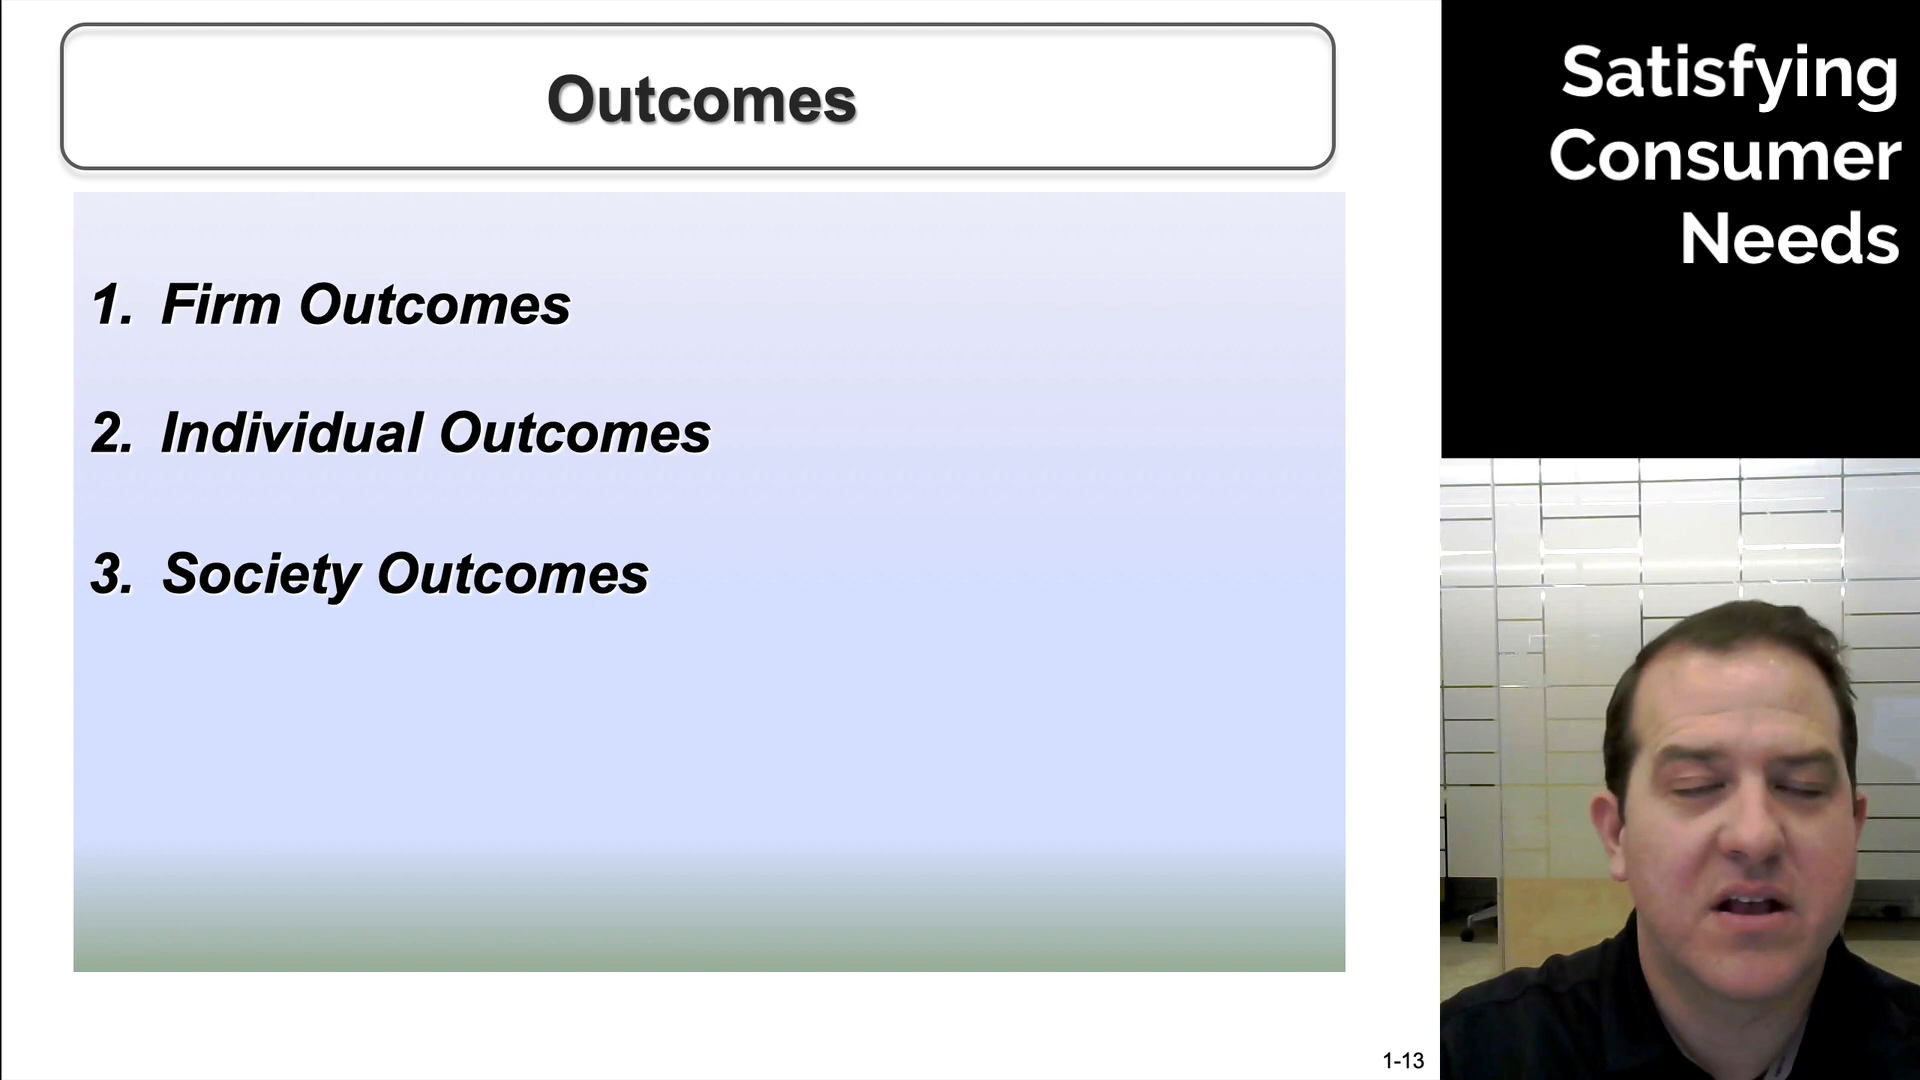 Outcomes
1. Firm Outcomes
2. Individual Outcomes
3. Society Outcomes
1-13
Satisfying
Consumer
Needs